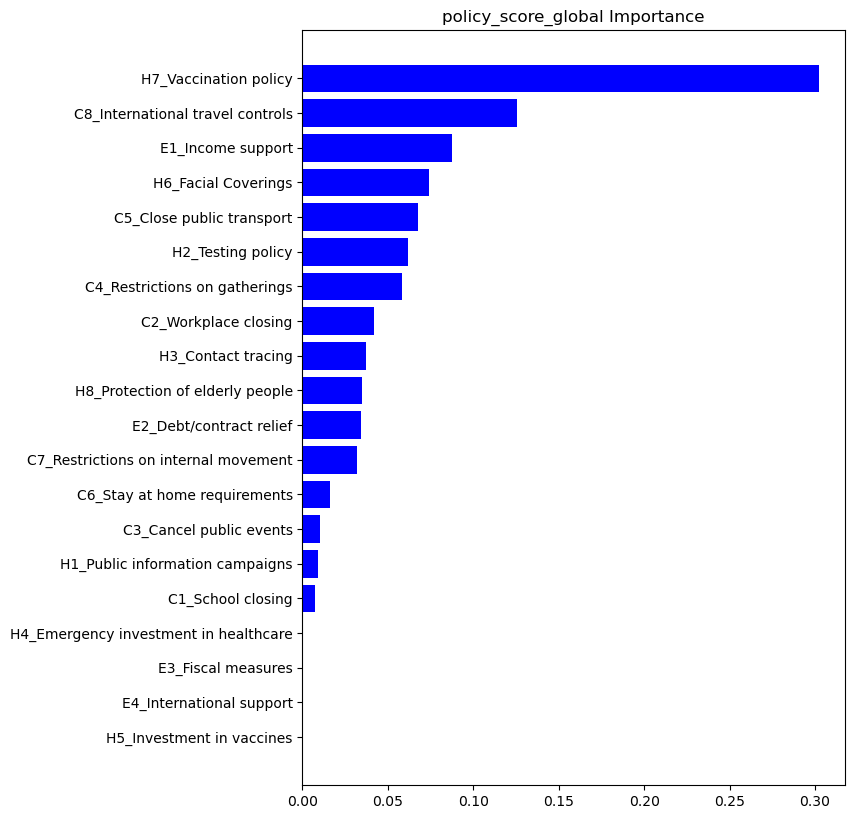 policy_score_global Importance
H7_Vaccination policy
C8_International travel controls
E1_Income support
H6_Facial Coverings
C5_Close public transport
H2_Testing policy
C4_Restrictions on gatherings
C2_Workplace closing
H3_Contact tracing
H8_Protection of elderly people
E2_Debt/contract relief
C7_Restrictions on internal movement
C6_Stay at home requirements
C3_Cancel public events
H1_Public information campaigns
C1_School closing
H4_Emergency investment in healthcare
E3_Fiscal measures
E4_International support
H5_Investment in vaccines
0.00 0.05 0.10 0.15 0.20 0.25 0.30